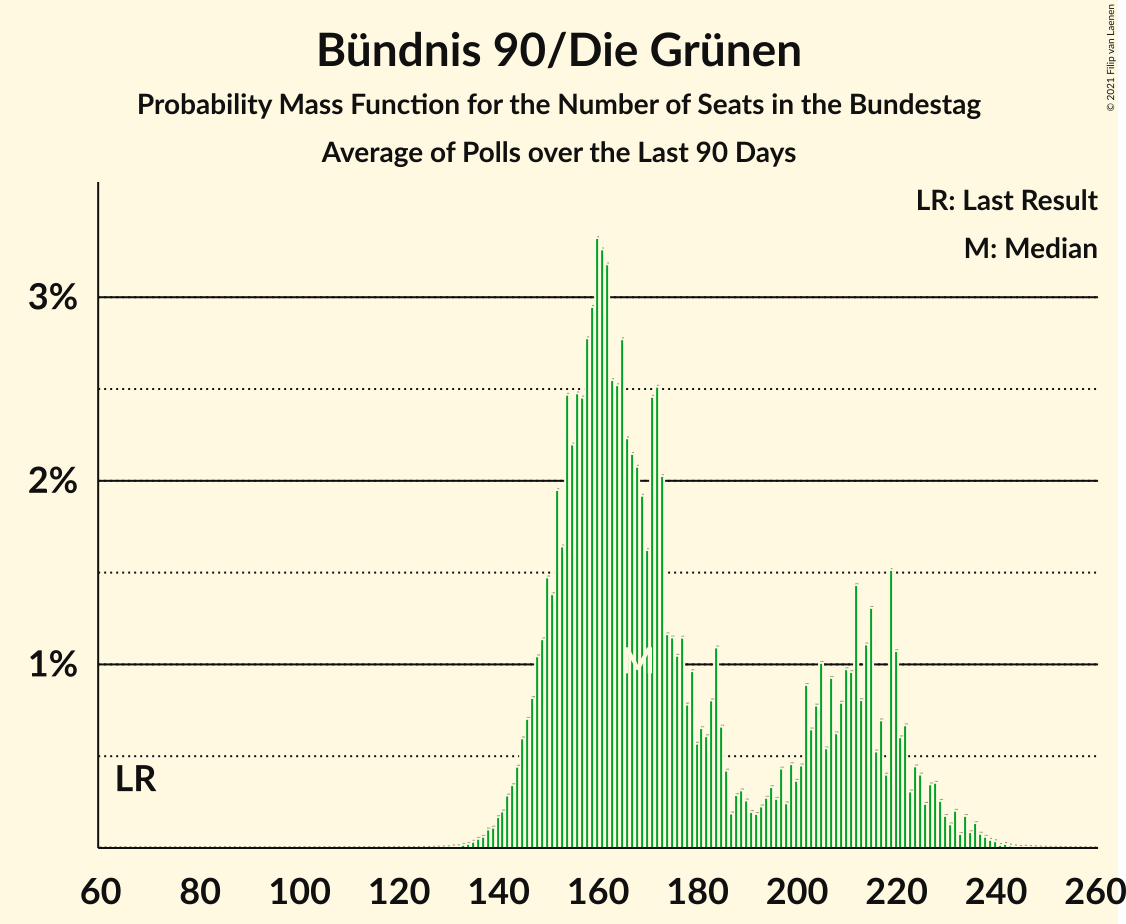 Bündnis 90/Die Grünen
Probability Mass Function for the Number of Seats in the Bundestag
Average of Polls over the Last 90 Days
© 2021 Filip van Laenen
LR: Last Result
M: Median
3%
2%
1%
M
LR
60 80 100 120 140 160 180 200 220 240 260